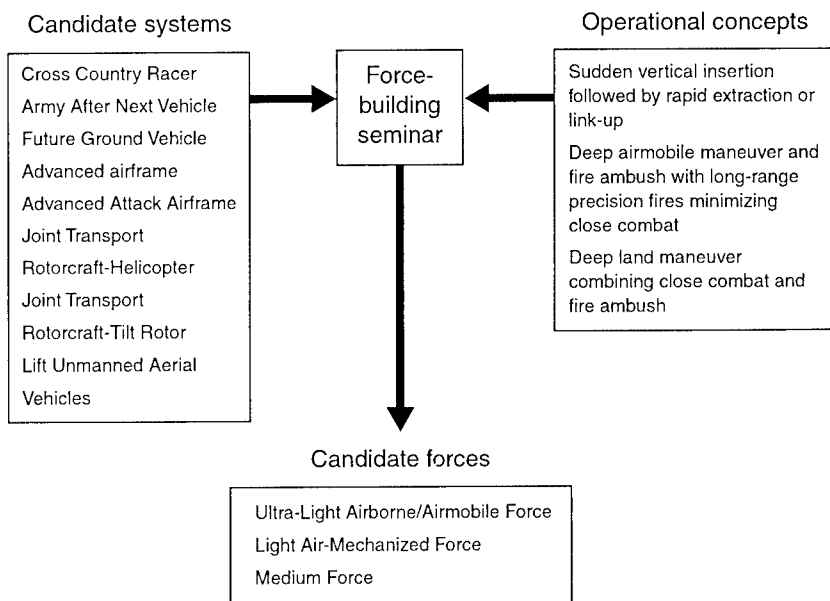 Candidate systems
Cross Country Racer
Army After Next Vehicle
Future Ground Vehicle
Advanced airframe
Advanced Attack Airframe
Joint Transport
Rotorcraft-Helicopter
Joint Transport
Rotorcraft-Tilt Rotor
Lift Unmanned Aerial
Vehicles
Force-
building
seminar
Operational concepts
Sudden vertical insertion
followed by rapid extraction or
link-up
Deep airmobile maneuver and
fire ambush with long-range
precision fires minimizing
close combat
Deep land maneuver
combining close combat and
fire ambush
Candidate forces
Ultra-Light Airborne/Airmobile Force
Light Air-Mechanized Force
Medium Force